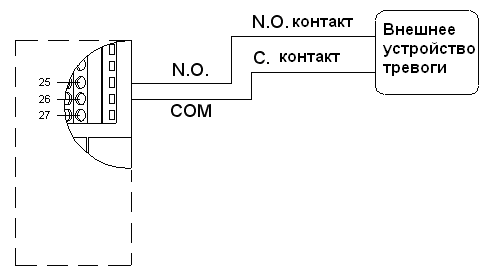 N.O. контакт
Внешнее
устройство
тревоги
C. контакт
N.O.
25
26
COM
27